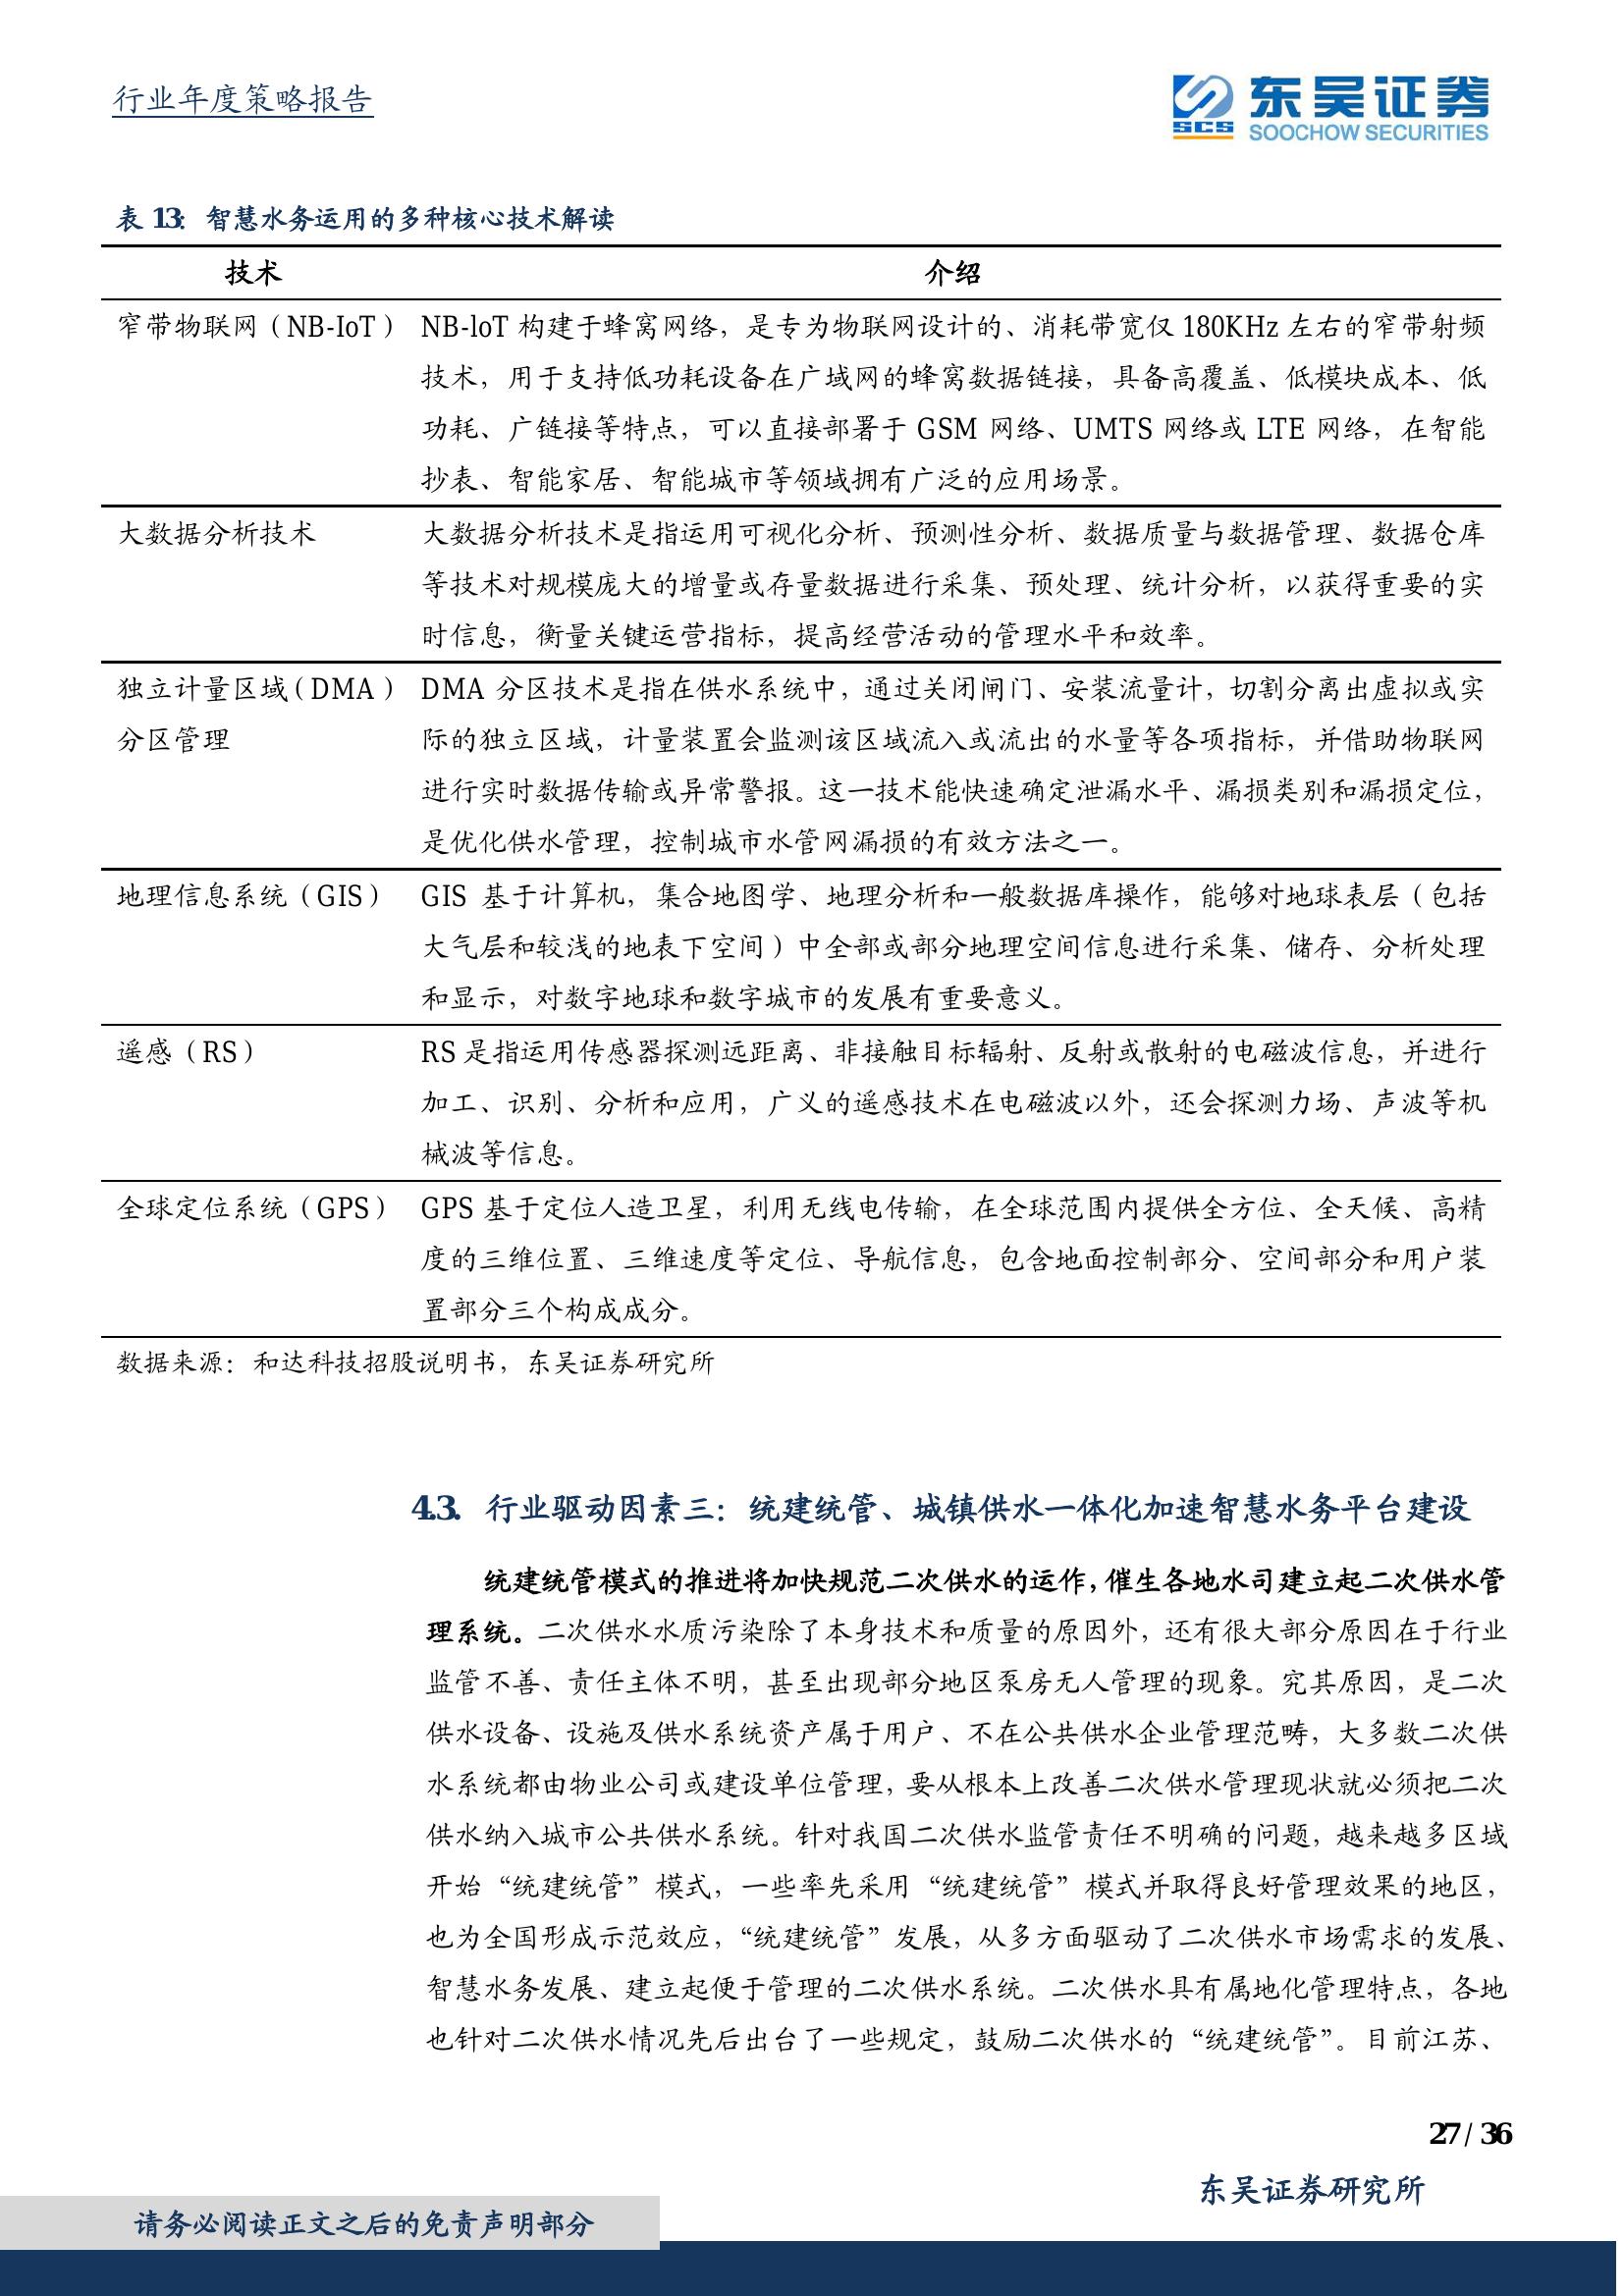 行业年度策略报告
SCS
东吴证券
SOOCHOW SECURITIES
表 13：智慧水务运用的多种核心技术解读
技术 介绍
窄带物联网（NB-IoT） NB-loT 构建于蜂窝网络，是专为物联网设计的、消耗带宽仅 180KHz 左右的窄带射频
技术，用于支持低功耗设备在广域网的蜂窝数据链接，具备高覆盖、低模块成本、低
功耗、广链接等特点，可以直接部署于 GSM 网络、UMTS 网络或 LTE 网络，在智能
抄表、智能家居、智能城市等领域拥有广泛的应用场景。
大数据分析技术 大数据分析技术是指运用可视化分析、预测性分析、数据质量与数据管理、数据仓库
等技术对规模庞大的增量或存量数据进行采集、预处理、统计分析，以获得重要的实
时信息，衡量关键运营指标，提高经营活动的管理水平和效率。
独立计量区域（DMA） DMA 分区技术是指在供水系统中，通过关闭闸门、安装流量计，切割分离出虚拟或实
分区管理 际的独立区域，计量装置会监测该区域流入或流出的水量等各项指标，并借助物联网
进行实时数据传输或异常警报。这一技术能快速确定泄漏水平、漏损类别和漏损定位，
是优化供水管理，控制城市水管网漏损的有效方法之一。
地理信息系统（GIS） GIS 基于计算机，集合地图学、地理分析和一般数据库操作，能够对地球表层（包括
大气层和较浅的地表下空间）中全部或部分地理空间信息进行采集、储存、分析处理
和显示，对数字地球和数字城市的发展有重要意义。
遥感（RS） RS 是指运用传感器探测远距离、非接触目标辐射、反射或散射的电磁波信息，并进行
加工、识别、分析和应用，广义的遥感技术在电磁波以外，还会探测力场、声波等机
械波等信息。
全球定位系统（GPS） GPS 基于定位人造卫星，利用无线电传输，在全球范围内提供全方位、全天候、高精
度的三维位置、三维速度等定位、导航信息，包含地面控制部分、空间部分和用户装
置部分三个构成成分。
数据来源：和达科技招股说明书，东吴证券研究所
4.3. 行业驱动因素三：统建统管、城镇供水一体化加速智慧水务平台建设
统建统管模式的推进将加快规范二次供水的运作，催生各地水司建立起二次供水管
理系统。二次供水水质污染除了本身技术和质量的原因外，还有很大部分原因在于行业
监管不善、责任主体不明，甚至出现部分地区泵房无人管理的现象。究其原因，是二次
供水设备、设施及供水系统资产属于用户、不在公共供水企业管理范畴，大多数二次供
水系统都由物业公司或建设单位管理，要从根本上改善二次供水管理现状就必须把二次
供水纳入城市公共供水系统。针对我国二次供水监管责任不明确的问题，越来越多区域
开始“统建统管”模式，一些率先采用“统建统管”模式并取得良好管理效果的地区，
也为全国形成示范效应，“统建统管”发展，从多方面驱动了二次供水市场需求的发展、
智慧水务发展、建立起便于管理的二次供水系统。二次供水具有属地化管理特点，各地
也针对二次供水情况先后出台了一些规定，鼓励二次供水的“统建统管”。目前江苏、
27 / 36
东吴证券研究所
请务必阅读正文之后的免责声明部分